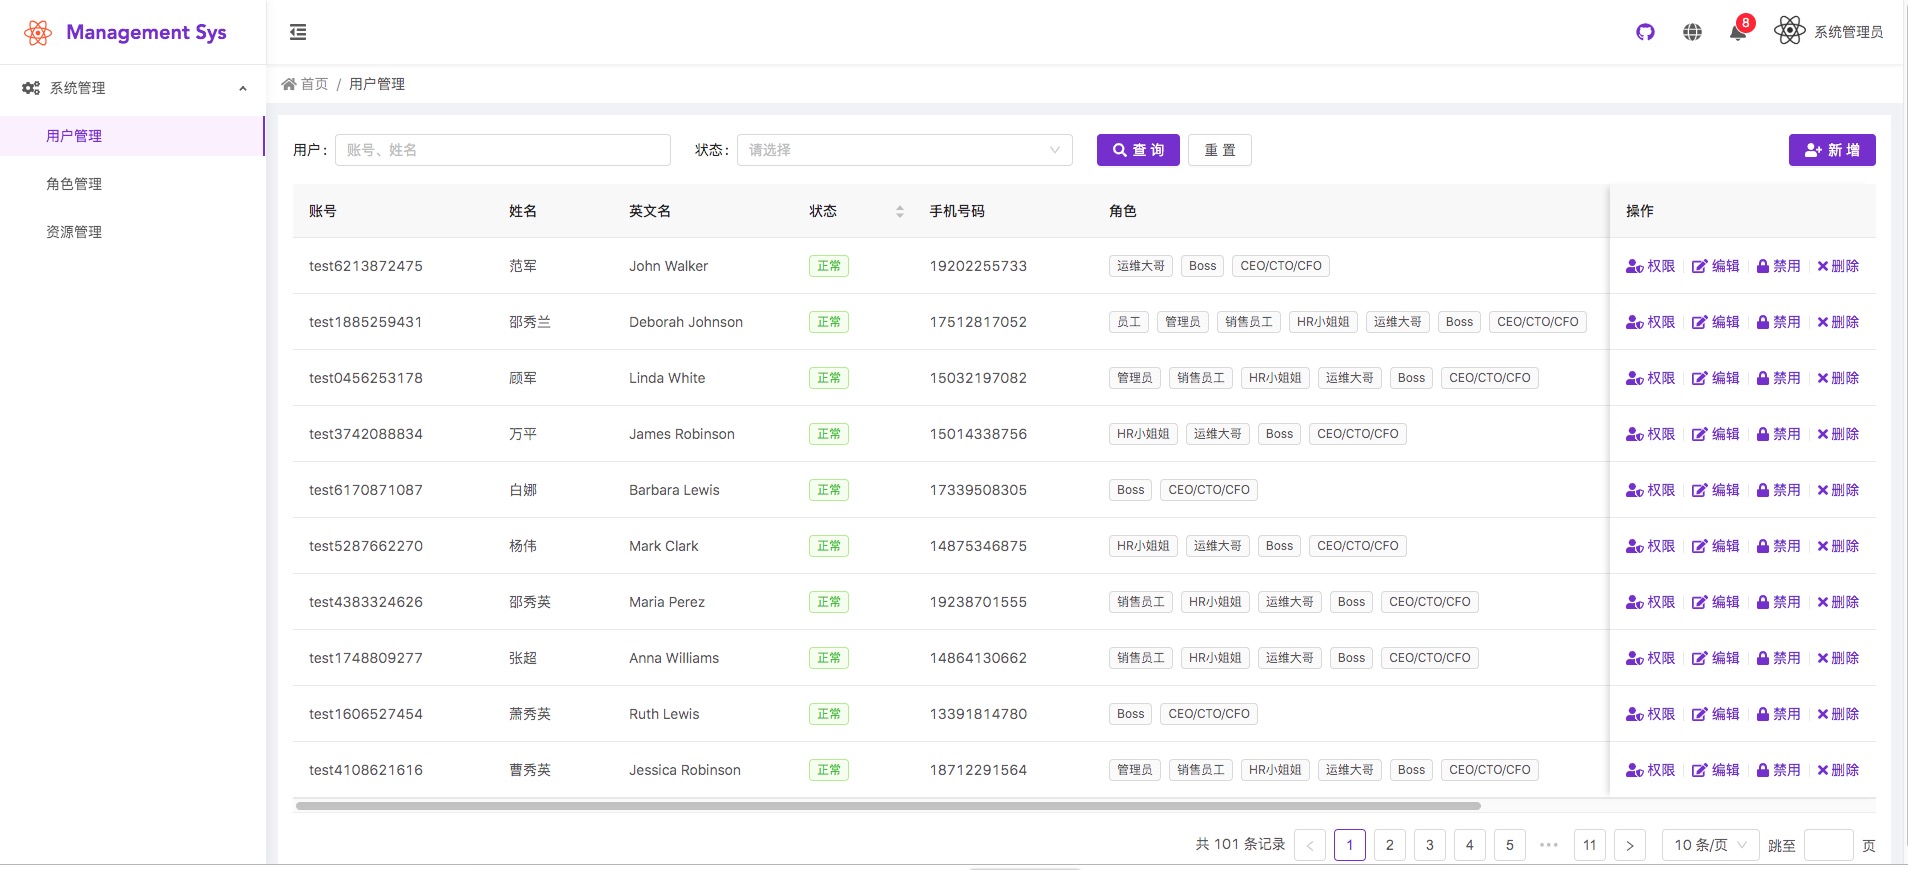 Management Sys
8
系统管理员
系统管理
用户管理
角色管理
资源管理
首页 / 用户管理
用户: 账号、姓名 状态: 请选择 查 询 重 置 新 增
账号 姓名 英文名 状态 手机号码 角色 操作
test6213872475 范军 John Walker 正常 19202255733 运维大哥 Boss CEO/CTO/CFO 权限 编辑 禁用 删除
test1885259431 邵秀兰 Deborah Johnson 正常 17512817052 员工 管理员 销售员工 HR小姐姐 运维大哥 Boss CEO/CTO/CFO 权限 编辑 禁用 删除
test0456253178 顾军 Linda White 正常 15032197082 管理员 销售员工 HR小姐姐 运维大哥 Boss CEO/CTO/CFO 权限 编辑 禁用 删除
test3742088834 万平 James Robinson 正常 15014338756 HR小姐姐 运维大哥 Boss CEO/CTO/CFO 权限 编辑 禁用 删除
test6170871087 白娜 Barbara Lewis 正常 17339508305 Boss CEO/CTO/CFO 权限 编辑 禁用 删除
test5287662270 杨伟 Mark Clark 正常 14875346875 HR小姐姐 运维大哥 Boss CEO/CTO/CFO 权限 编辑 禁用 删除
test4383324626 邵秀英 Maria Perez 正常 19238701555 销售员工 HR小姐姐 运维大哥 Boss CEO/CTO/CFO 权限 编辑 禁用 删除
test1748809277 张超 Anna Williams 正常 14864130662 销售员工 HR小姐姐 运维大哥 Boss CEO/CTO/CFO 权限 编辑 禁用 删除
test1606527454 萧秀英 Ruth Lewis 正常 13391814780 Boss CEO/CTO/CFO 权限 编辑 禁用 删除
test4108621616 曹秀英 Jessica Robinson 正常 18712291564 管理员 销售员工 HR小姐姐 运维大哥 Boss CEO/CTO/CFO 权限 编辑 禁用 删除
共 101 条记录 < 1 2 3 4 5 ••• 11 > 10 条/页 跳至 页